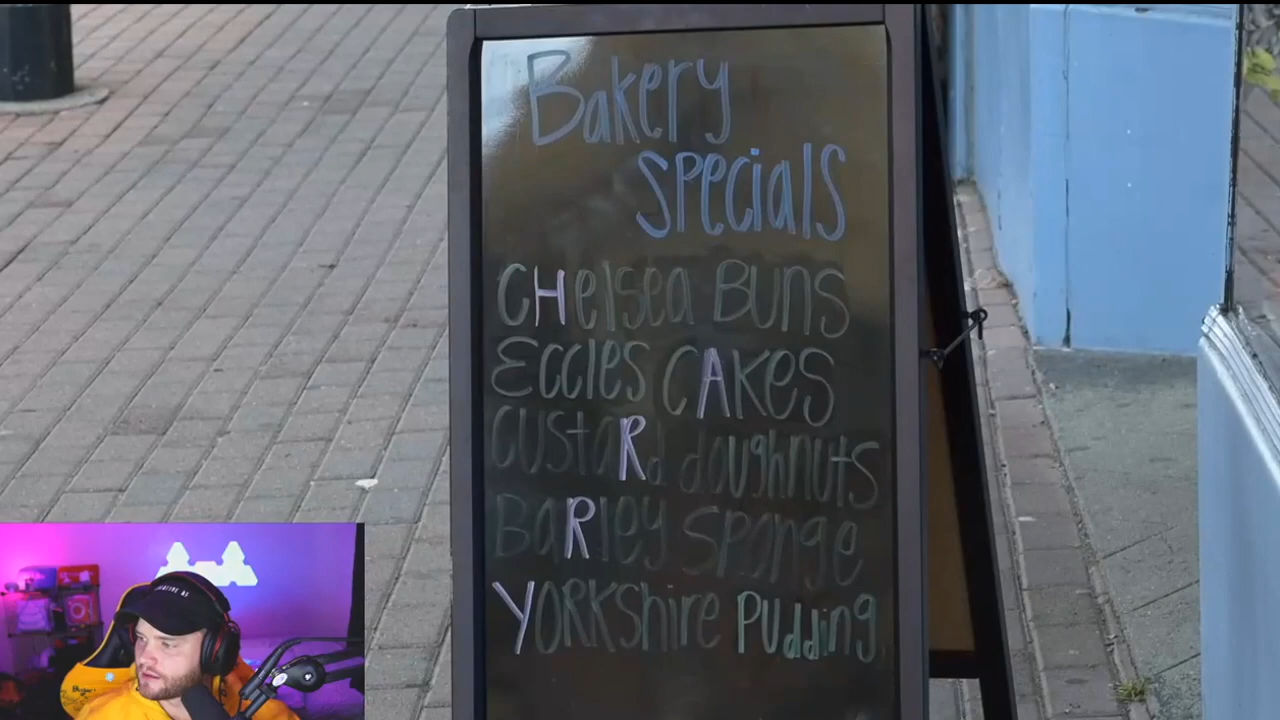 Bakery
specials
CHelsea Buns
Eccles CAkes
custaRd doughnuts
BaRley sponge
YORKshire Pudding